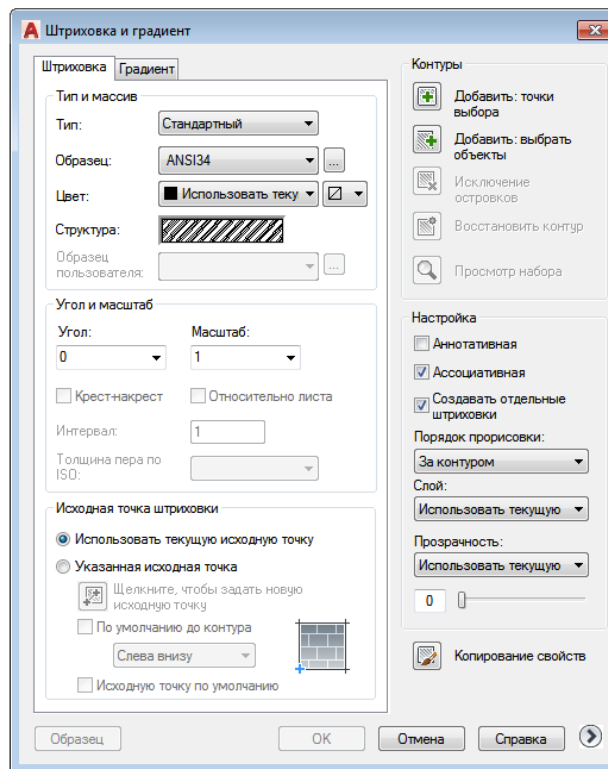 Штриховка и градиент
Штриховка
Градиент
Тип и массив
Тип:
Стандартный
Образец:
ANSI34
...
Цвет:
Использовать теку
Структура:
Образец
пользователя:
...
Угол и масштаб
Угол:
Масштаб:
0
1
Крест-накрест
Относительно листа
Интервал:
1
Толщина пера по
ISO:
Исходная точка штриховки
Использовать текущую исходную точку
Указанная исходная точка
Щелкните, чтобы задать новую
исходную точку
По умолчанию до контура
Слева внизу
Исходную точку по умолчанию
Контуры
Добавить: точки
выбора
Добавить: выбрать
объекты
Исключение
островков
Восстановить контур
Просмотр набора
Настройка
Аннотативная
Ассоциативная
Создавать отдельные
штриховки
Порядок прорисовки:
За контуром
Слой:
Использовать текущую
Прозрачность:
Использовать текущую
0
Копирование свойств
Образец
OK
Отмена
Справка